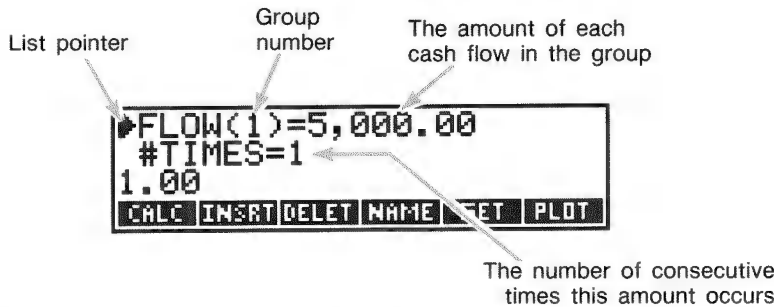 List pointer
Group
number
The amount of each
cash flow in the group
FLOW(1)=5,000.00
#TIMES=1
1.00
CALC INSRT DELET NAME GET PLOT
The number of consecutive
times this amount occurs